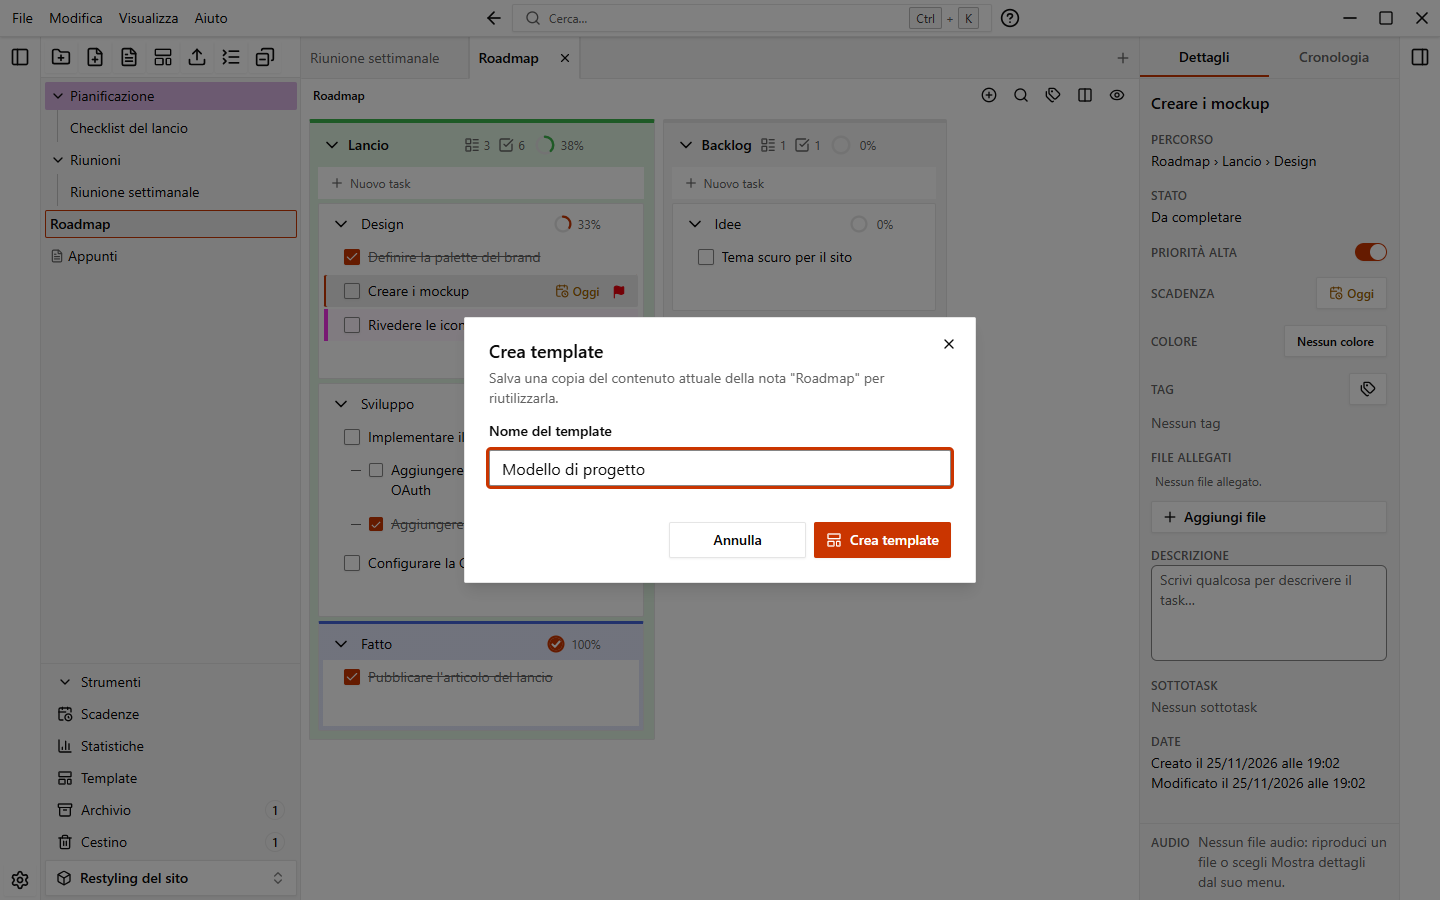 File Modifica Visualizza Aiuto
Cerca... Ctrl + K
Riunione settimanale
Roadmap
Dettagli
Cronologia
Pianificazione
Checklist del lancio
Riunioni
Riunione settimanale
Roadmap
Appunti
Strumenti
Scadenze
Statistiche
Template
Archivio 1
Cestino 1
Restyling del sito
Roadmap
Lancio 3 6 38%
Nuovo task
Design 33%
Definire la palette del brand
Creare i mockup Oggi
Rivedere le icon
Sviluppo
Implementare il
Aggiungere
OAuth
Aggiungere
Configurare la
Fatto 100%
Pubblicare l'articolo del lancio
Backlog 1 1 0%
Nuovo task
Idee 0%
Tema scuro per il sito
Crea template
Salva una copia del contenuto attuale della nota "Roadmap" per
riutilizzarla.
Nome del template
Modello di progetto
Annulla
Crea template
Creare i mockup
PERCORSO
Roadmap › Lancio › Design
STATO
Da completare
PRIORITÀ ALTA
SCADENZA Oggi
COLORE Nessun colore
TAG
Nessun tag
FILE ALLEGATI
Nessun file allegato.
Aggiungi file
DESCRIZIONE
Scrivi qualcosa per descrivere il
task...
SOTTOTASK
Nessun sottotask
DATE
Creato il 25/11/2026 alle 19:02
Modificato il 25/11/2026 alle 19:02
AUDIO Nessun file audio: riproduci un
file o scegli Mostra dettagli
dal suo menu.